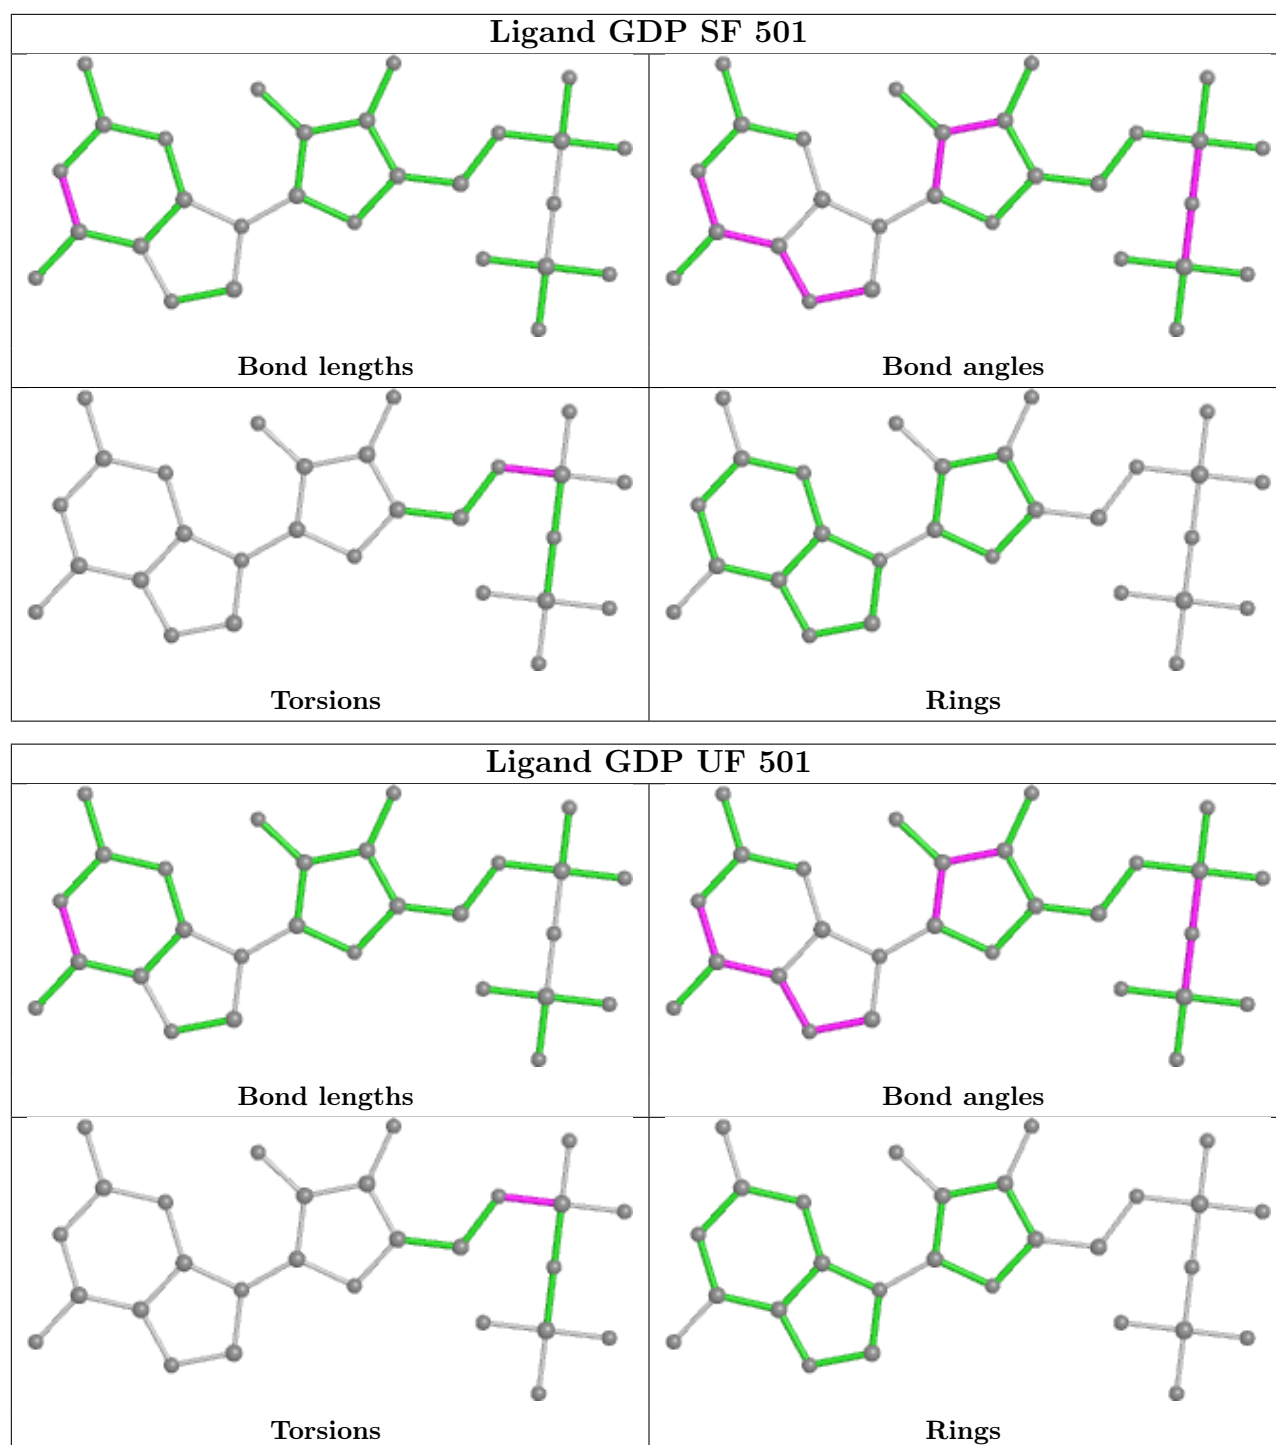 Ligand GDP SF 501
Bond lengths
Bond angles
Torsions
Rings
Ligand GDP UF 501
Bond lengths
Bond angles
Torsions
Rings